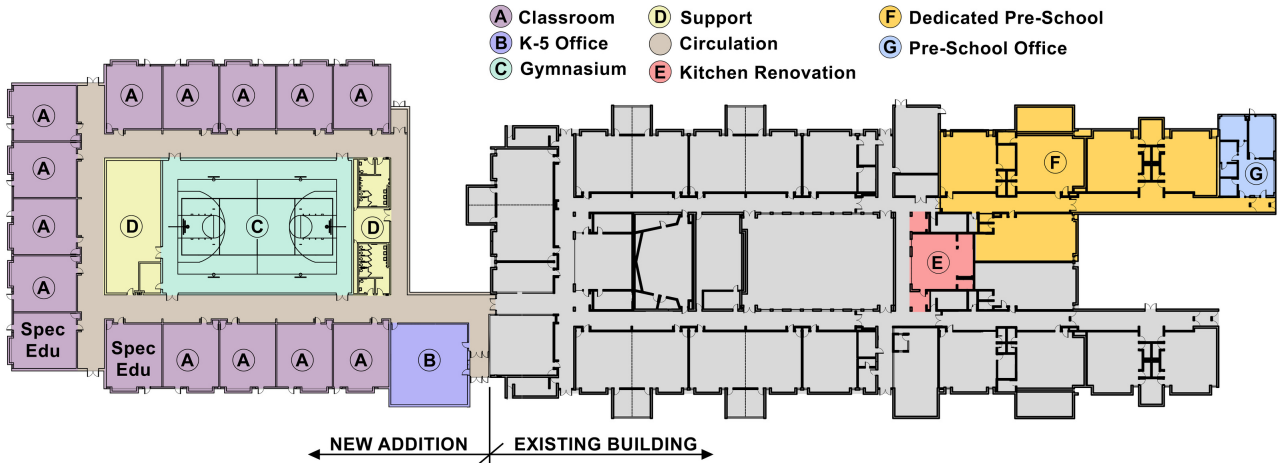 A Classroom
B K-5 Office
C Gymnasium
D Support
Circulation
E Kitchen Renovation
F Dedicated Pre-School
G Pre-School Office
A A A A A
A
A
A
A
Spec
Edu
D
C
D
Spec
Edu
A A A A
B
E
F
G
NEW ADDITION
EXISTING BUILDING